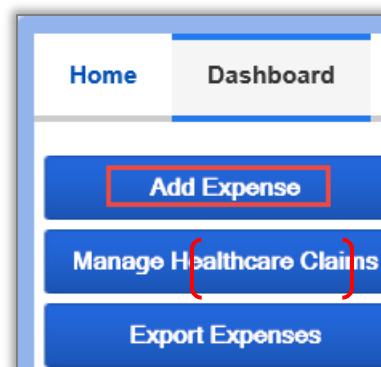 Home Dashboard
Add Expense
Manage Healthcare Claims
Export Expenses